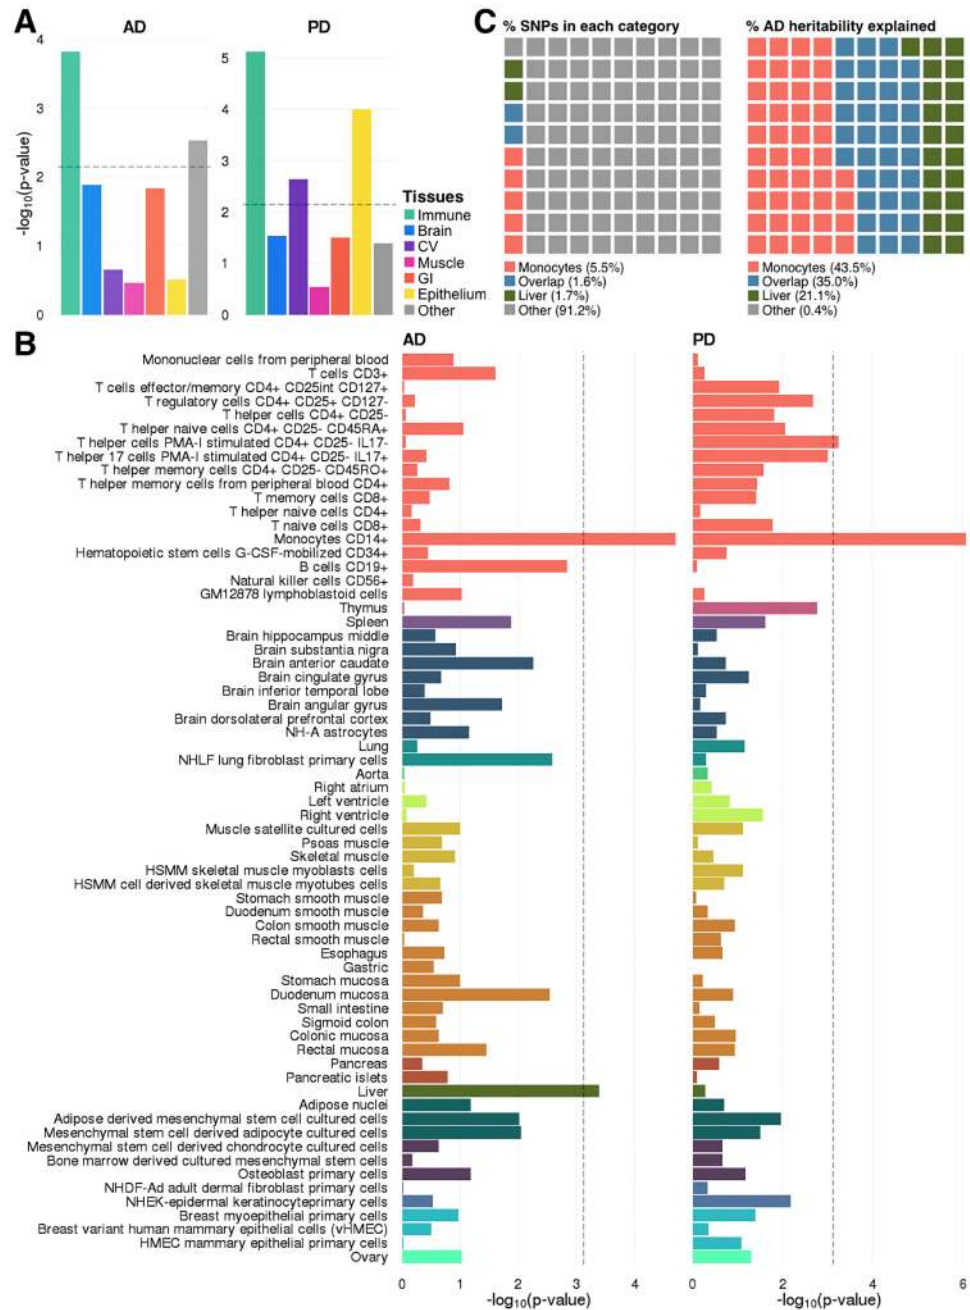 A
AD
PD
C
% SNPs in each category
% AD heritability explained
-log10(p-value)
4
3
2
1
0
5
4
3
2
1
0
Tissues
Immune
Brain
CV
Muscle
GI
Epithelium
Other
Monocytes (5.5%)
Overlap (1.6%)
Liver (1.7%)
Other (91.2%)
Monocytes (43.5%)
Overlap (35.0%)
Liver (21.1%)
Other (0.4%)
B
AD
PD
Mononuclear cells from peripheral blood
T cells CD3+
T cells effector/memory CD4+ CD25int CD127+
T regulatory cells CD4+ CD25+ CD127-
T helper cells CD4+ CD25-
T helper naive cells CD4+ CD25- CD45RA+
T helper cells PMA-I stimulated CD4+ CD25- IL17-
T helper 17 cells PMA-I stimulated CD4+ CD25- IL17+
T helper memory cells CD4+ CD25- CD45RO+
T helper memory cells from peripheral blood CD4+
T memory cells CD8+
T helper naive cells CD4+
T naive cells CD8+
Monocytes CD14+
Hematopoietic stem cells G-CSF-mobilized CD34+
B cells CD19+
Natural killer cells CD56+
GM12878 lymphoblastoid cells
Thymus
Spleen
Brain hippocampus middle
Brain substantia nigra
Brain anterior caudate
Brain cingulate gyrus
Brain inferior temporal lobe
Brain angular gyrus
Brain dorsolateral prefrontal cortex
NH-A astrocytes
Lung
NHLF lung fibroblast primary cells
Aorta
Right atrium
Left ventricle
Right ventricle
Muscle satellite cultured cells
Psoas muscle
Skeletal muscle
HSMM skeletal muscle myoblasts cells
HSMM cell derived skeletal muscle myotubes cells
Stomach smooth muscle
Duodenum smooth muscle
Colon smooth muscle
Rectal smooth muscle
Esophagus
Gastric
Stomach mucosa
Duodenum mucosa
Small intestine
Sigmoid colon
Colonic mucosa
Rectal mucosa
Pancreas
Pancreatic islets
Liver
Adipose nuclei
Adipose derived mesenchymal stem cell cultured cells
Mesenchymal stem cell derived adipocyte cultured cells
Mesenchymal stem cell derived chondrocyte cultured cells
Bone marrow derived cultured mesenchymal stem cells
Osteoblast primary cells
NHDF-Ad adult dermal fibroblast primary cells
NHEK-epidermal keratinocyteprimary cells
Breast myoepithelial primary cells
Breast variant human mammary epithelial cells (vHMEC)
HMEC mammary epithelial primary cells
Ovary
0 1 2 3 4
0 2 4 6
-log10(p-value)
-log10(p-value)